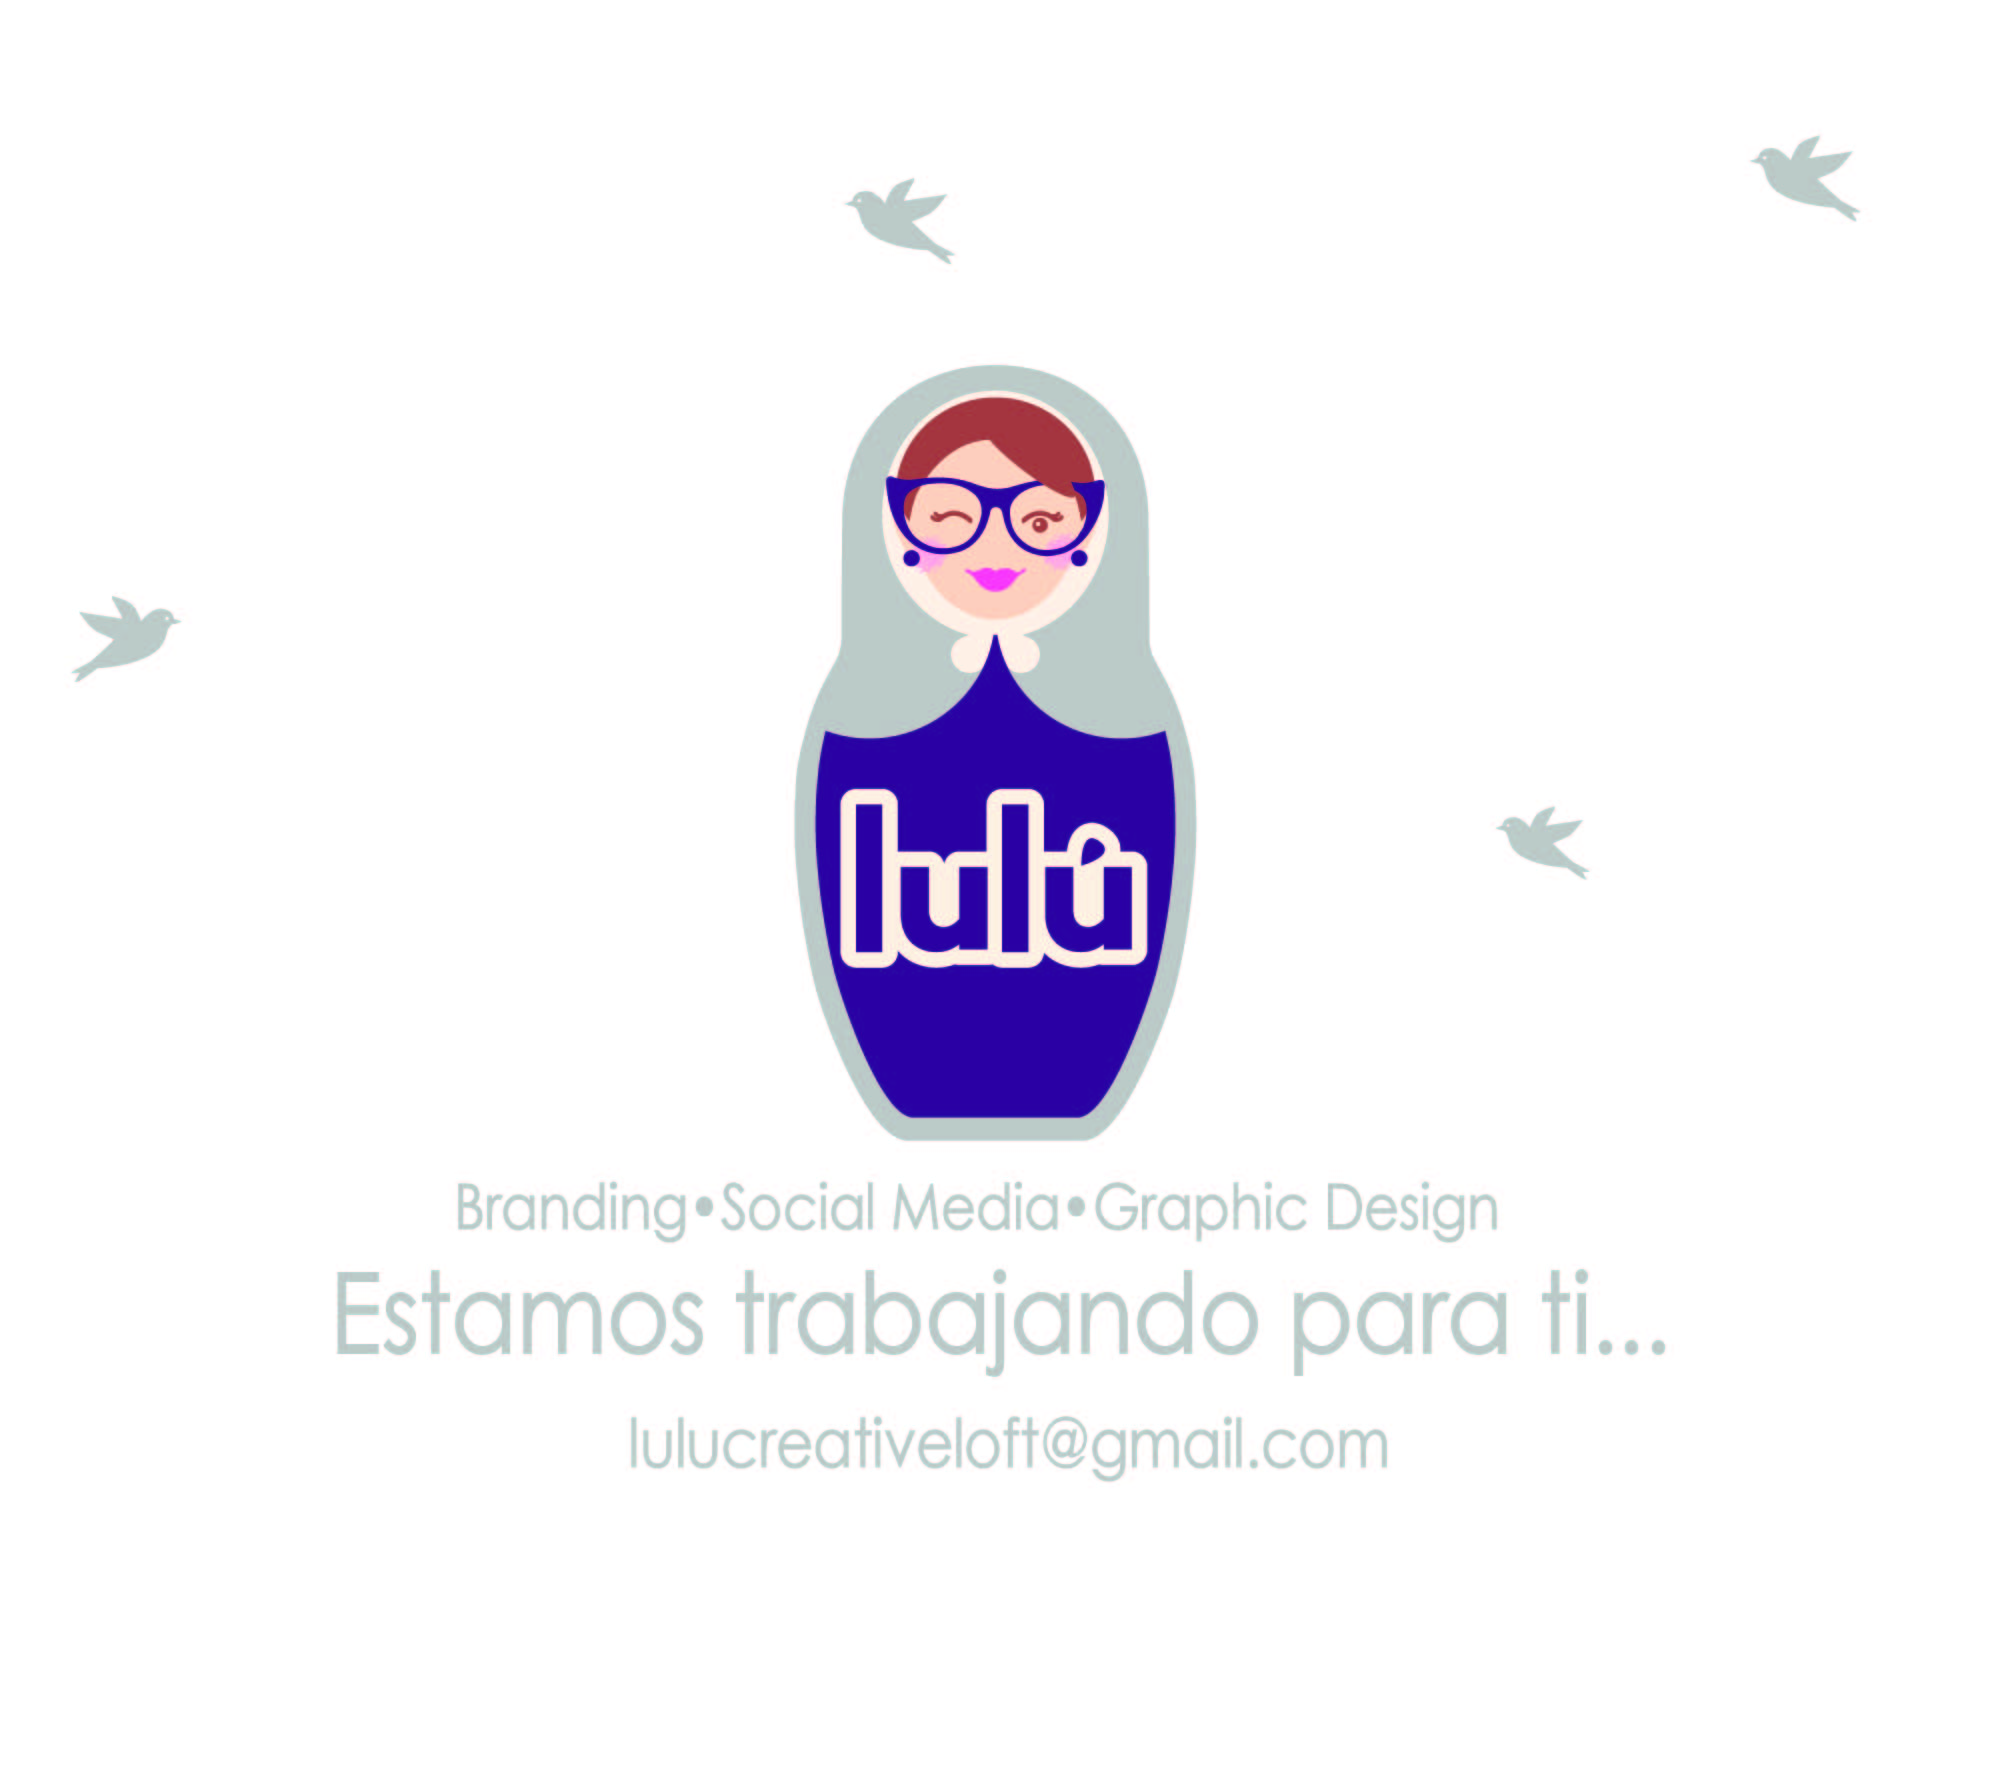 lulú
Branding•Social Media•Graphic Design
Estamos trabajando para ti...
lulucreativeloft@gmail.com